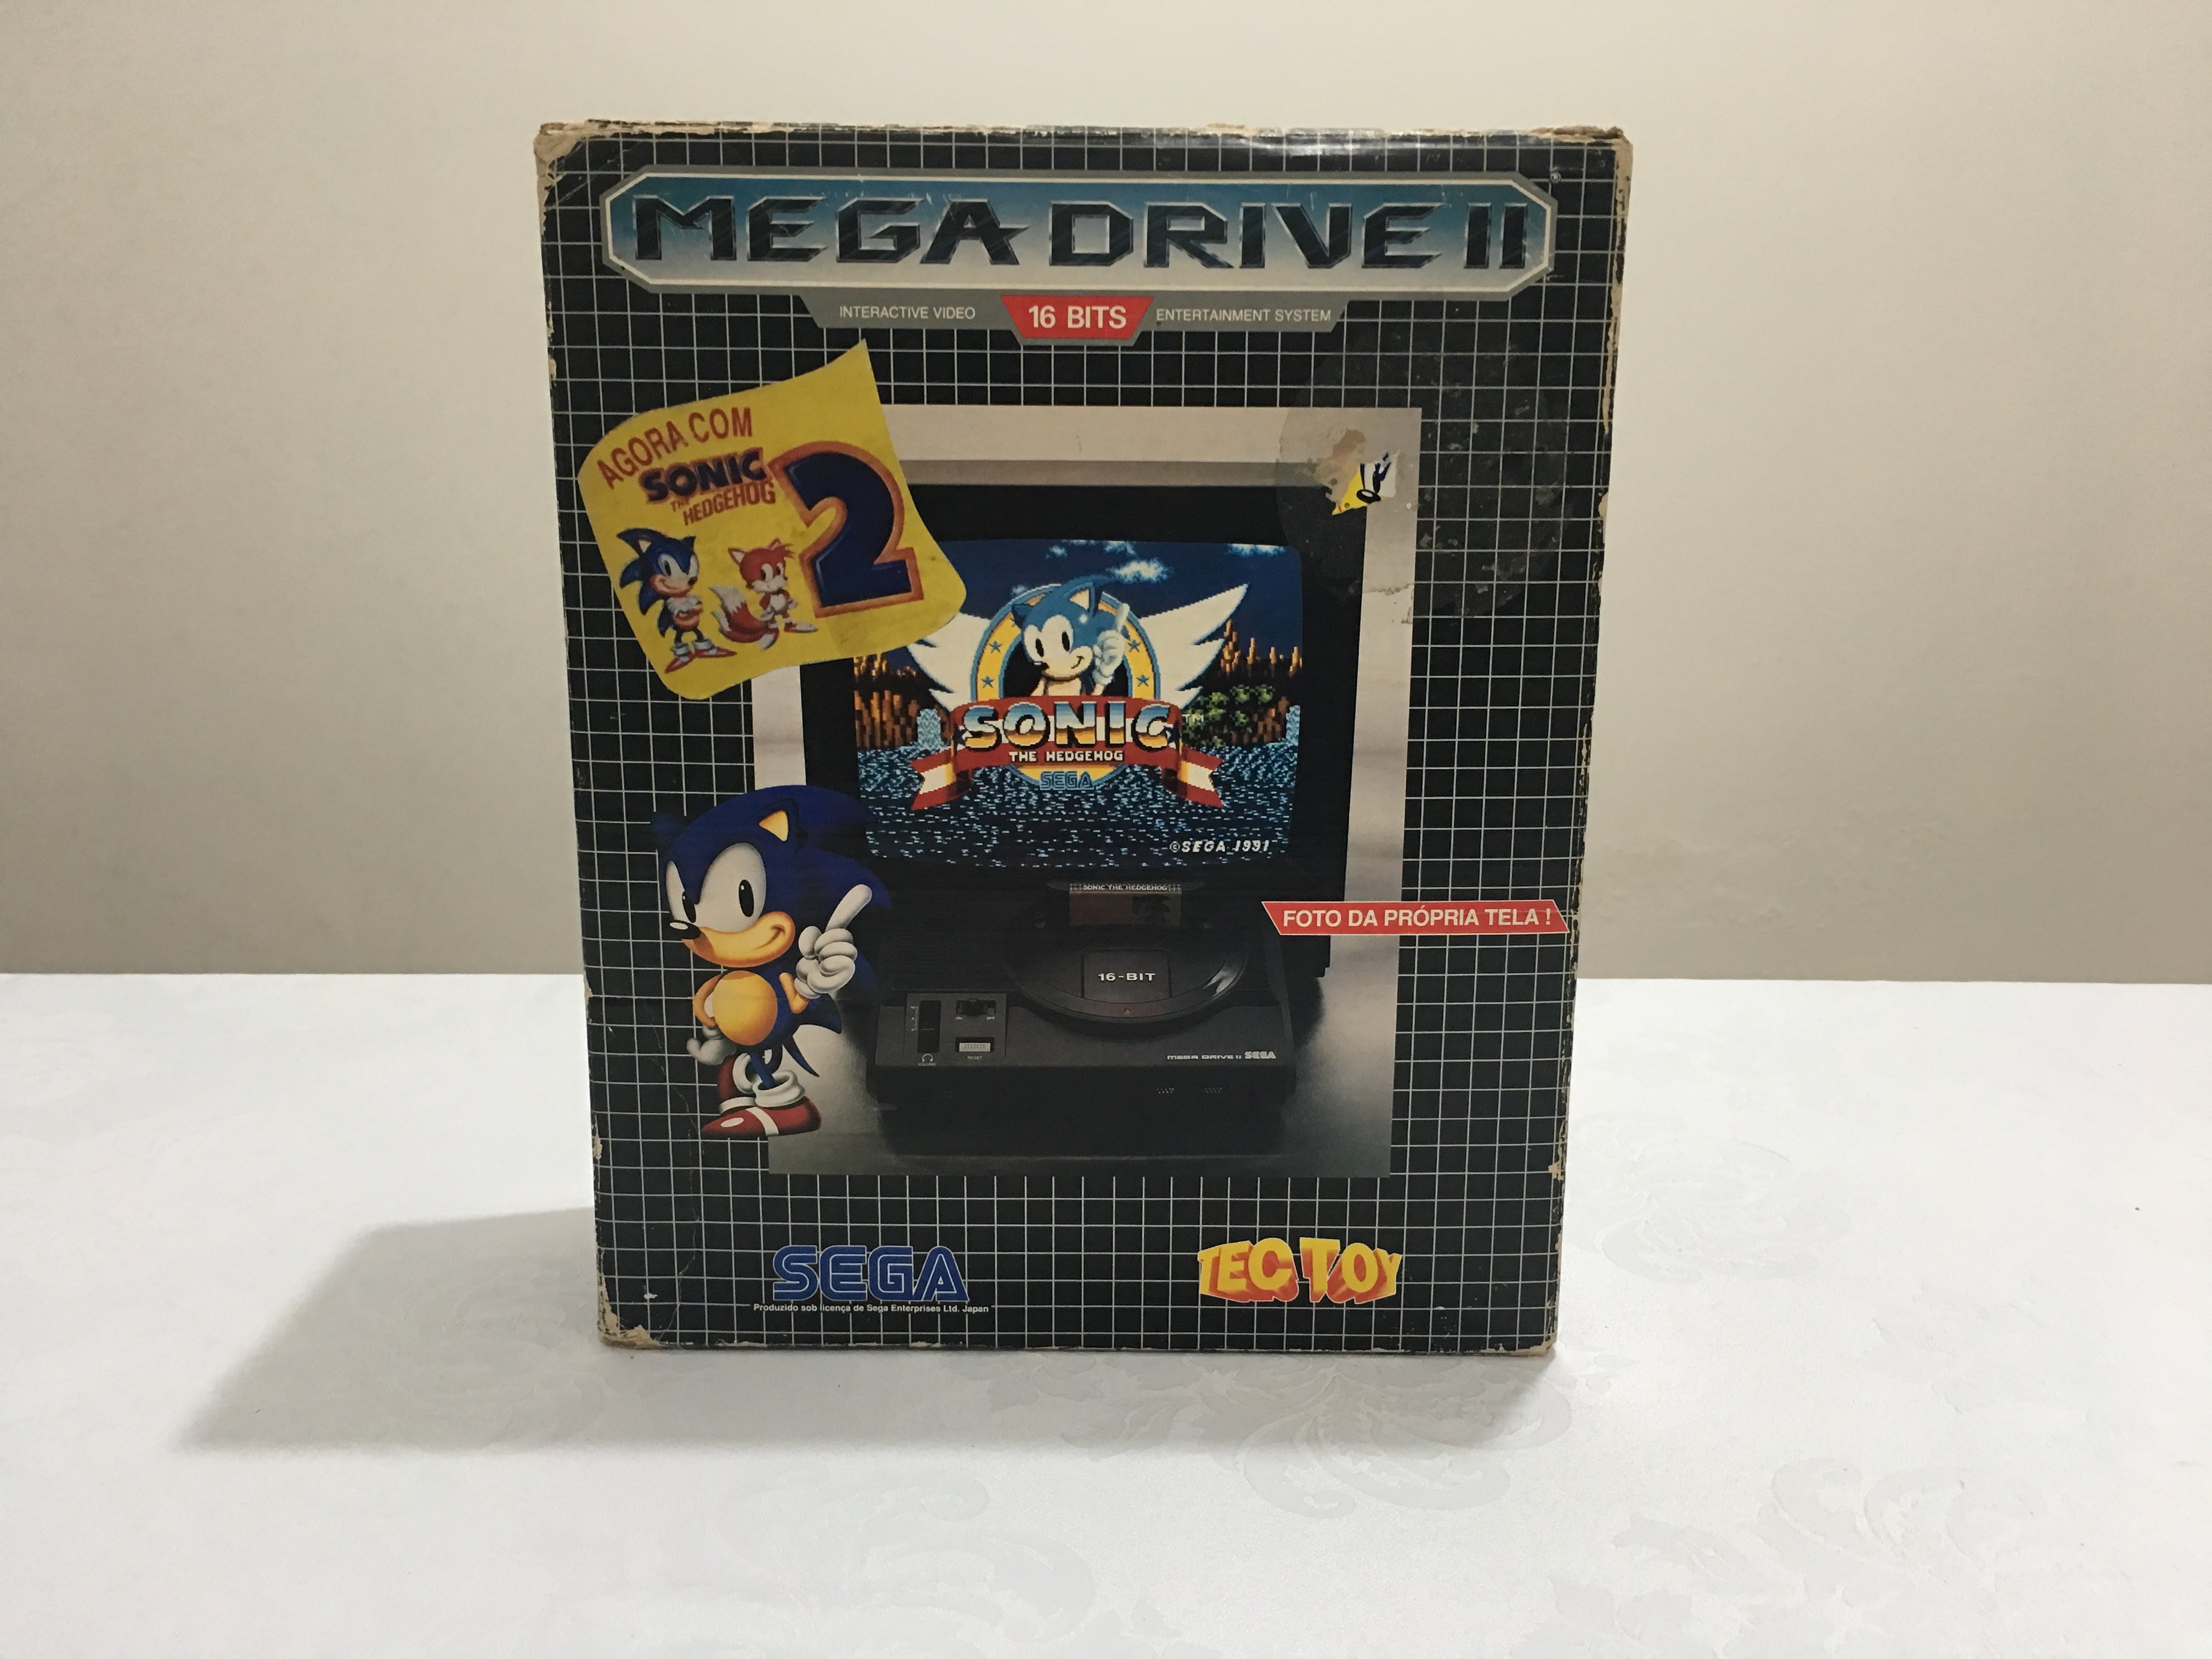 MEGA DRIVE II
INTERACTIVE VIDEO 16 BITS ENTERTAINMENT SYSTEM
AGORA COM
SONIC
THE
HEDGEHOG
2
SONIC
TM
THE HEDGEHOG
SEGA
©SEGA 1991
SONIC THE HEDGEHOG
FOTO DA PRÓPRIA TELA !
16-BIT
RESET
MEGA DRIVE II SEGA
SEGA
Produzido sob licença de Sega Enterprises Ltd. Japan
TEC TOY